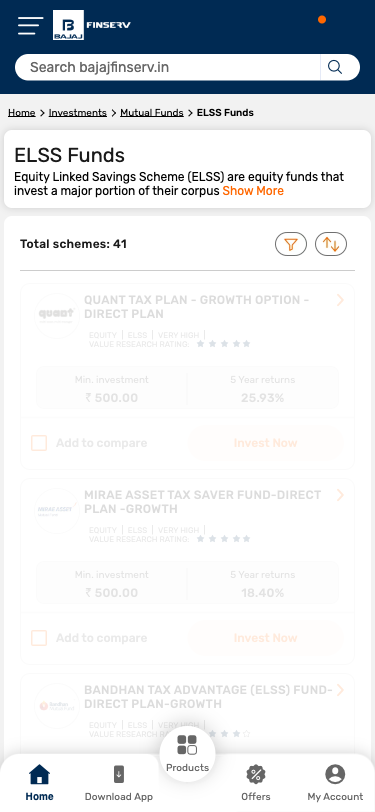 BAJAJ FINSERV
Search bajajfinserv.in
Home > Investments > Mutual Funds > ELSS Funds
ELSS Funds
Equity Linked Savings Scheme (ELSS) are equity funds that
invest a major portion of their corpus Show More
Total schemes: 41
quant
QUANT TAX PLAN - GROWTH OPTION -
DIRECT PLAN
EQUITY | ELSS | VERY HIGH |
VALUE RESEARCH RATING
Min. investment 5 Year returns
₹ 500.00 25.93%
Add to compare Invest Now
MIRAE ASSET
MIRAE ASSET TAX SAVER FUND-DIRECT
PLAN -GROWTH
EQUITY | ELSS | VERY HIGH |
VALUE RESEARCH RATING
Min. investment 5 Year returns
₹ 500.00 18.40%
Add to compare Invest Now
bandhan
BANDHAN TAX ADVANTAGE (ELSS) FUND-
DIRECT PLAN-GROWTH
EQUITY | ELSS
VALUE RESEARCH
Home Download App Products Offers My Account